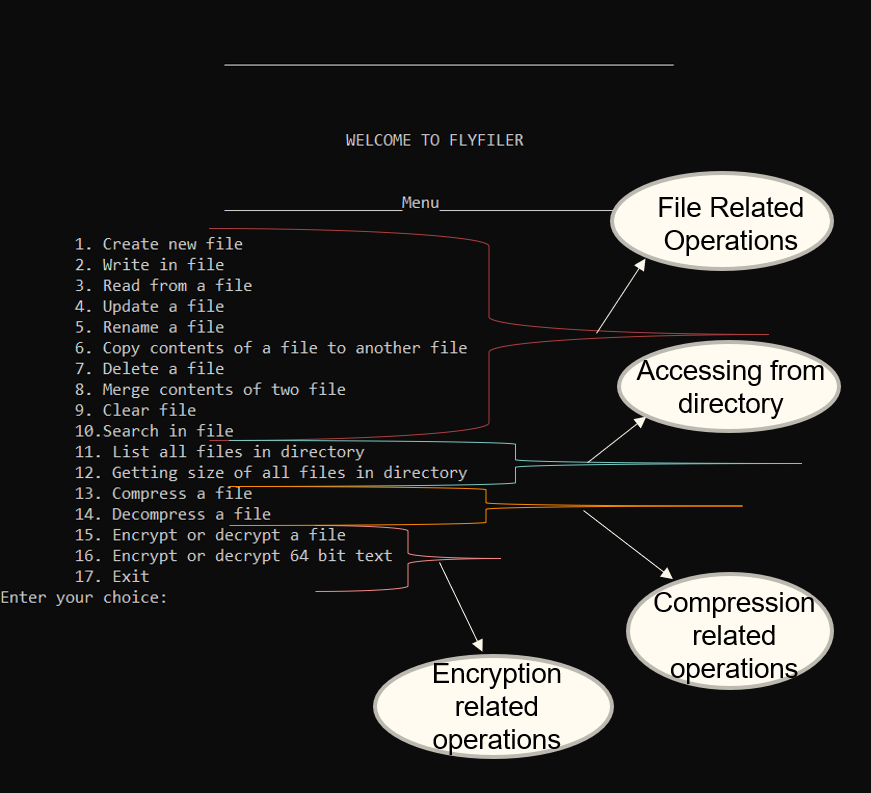 WELCOME TO FLYFILER
Menu
File Related
Operations
1. Create new file
2. Write in file
3. Read from a file
4. Update a file
5. Rename a file
6. Copy contents of a file to another file
7. Delete a file
8. Merge contents of two file
9. Clear file
10.Search in file
Accessing from
directory
11. List all files in directory
12. Getting size of all files in directory
13. Compress a file
14. Decompress a file
15. Encrypt or decrypt a file
16. Encrypt or decrypt 64 bit text
17. Exit
Enter your choice:
Compression
related
operations
Encryption
related
operations